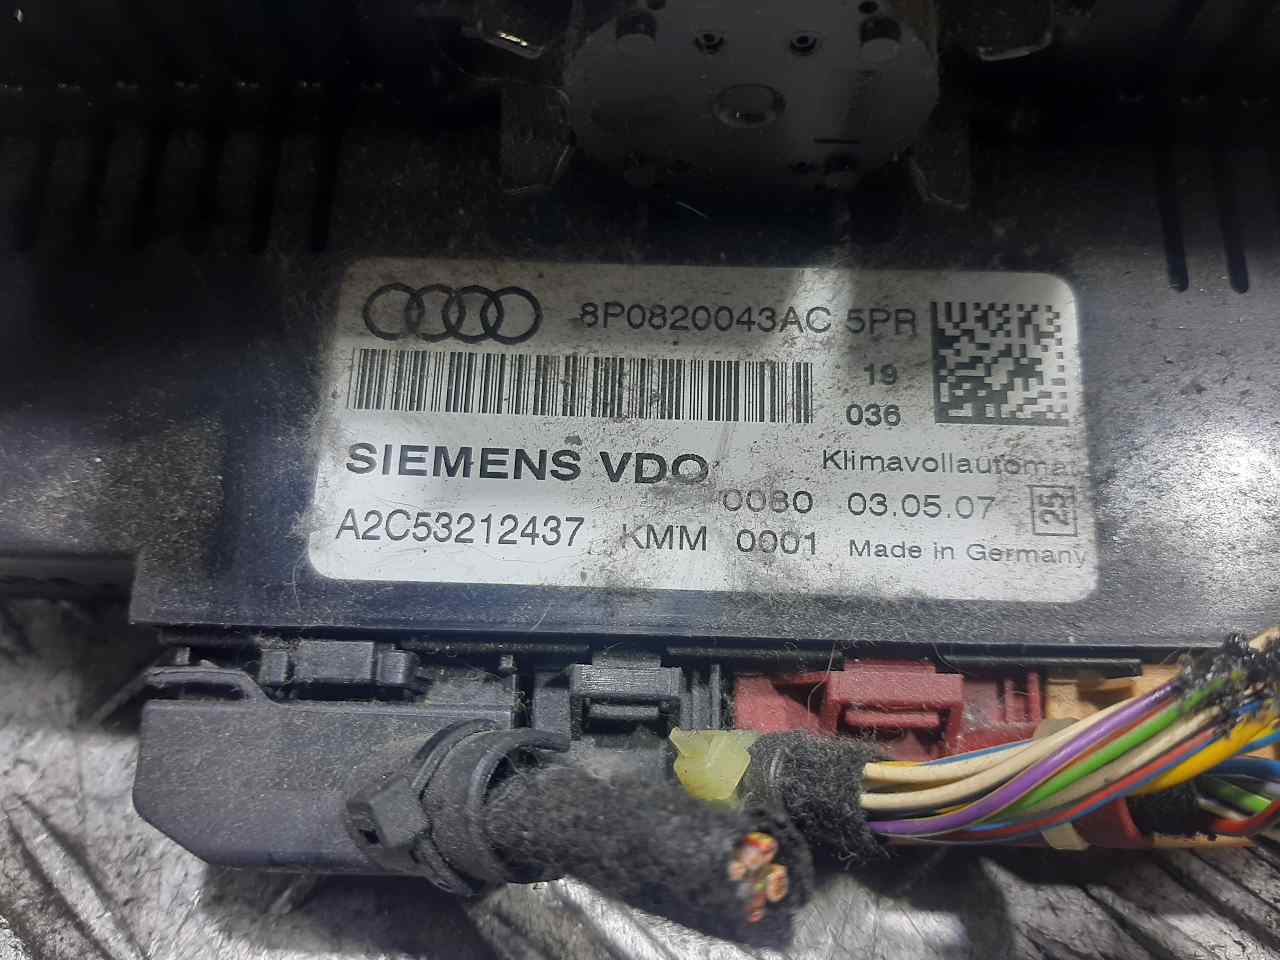 8P0820043AC 5PR
19
036
SIEMENS VDO
Klimavollautomat
0080 03.05.07 25
A2C53212437 KMM 0001 Made in Germany